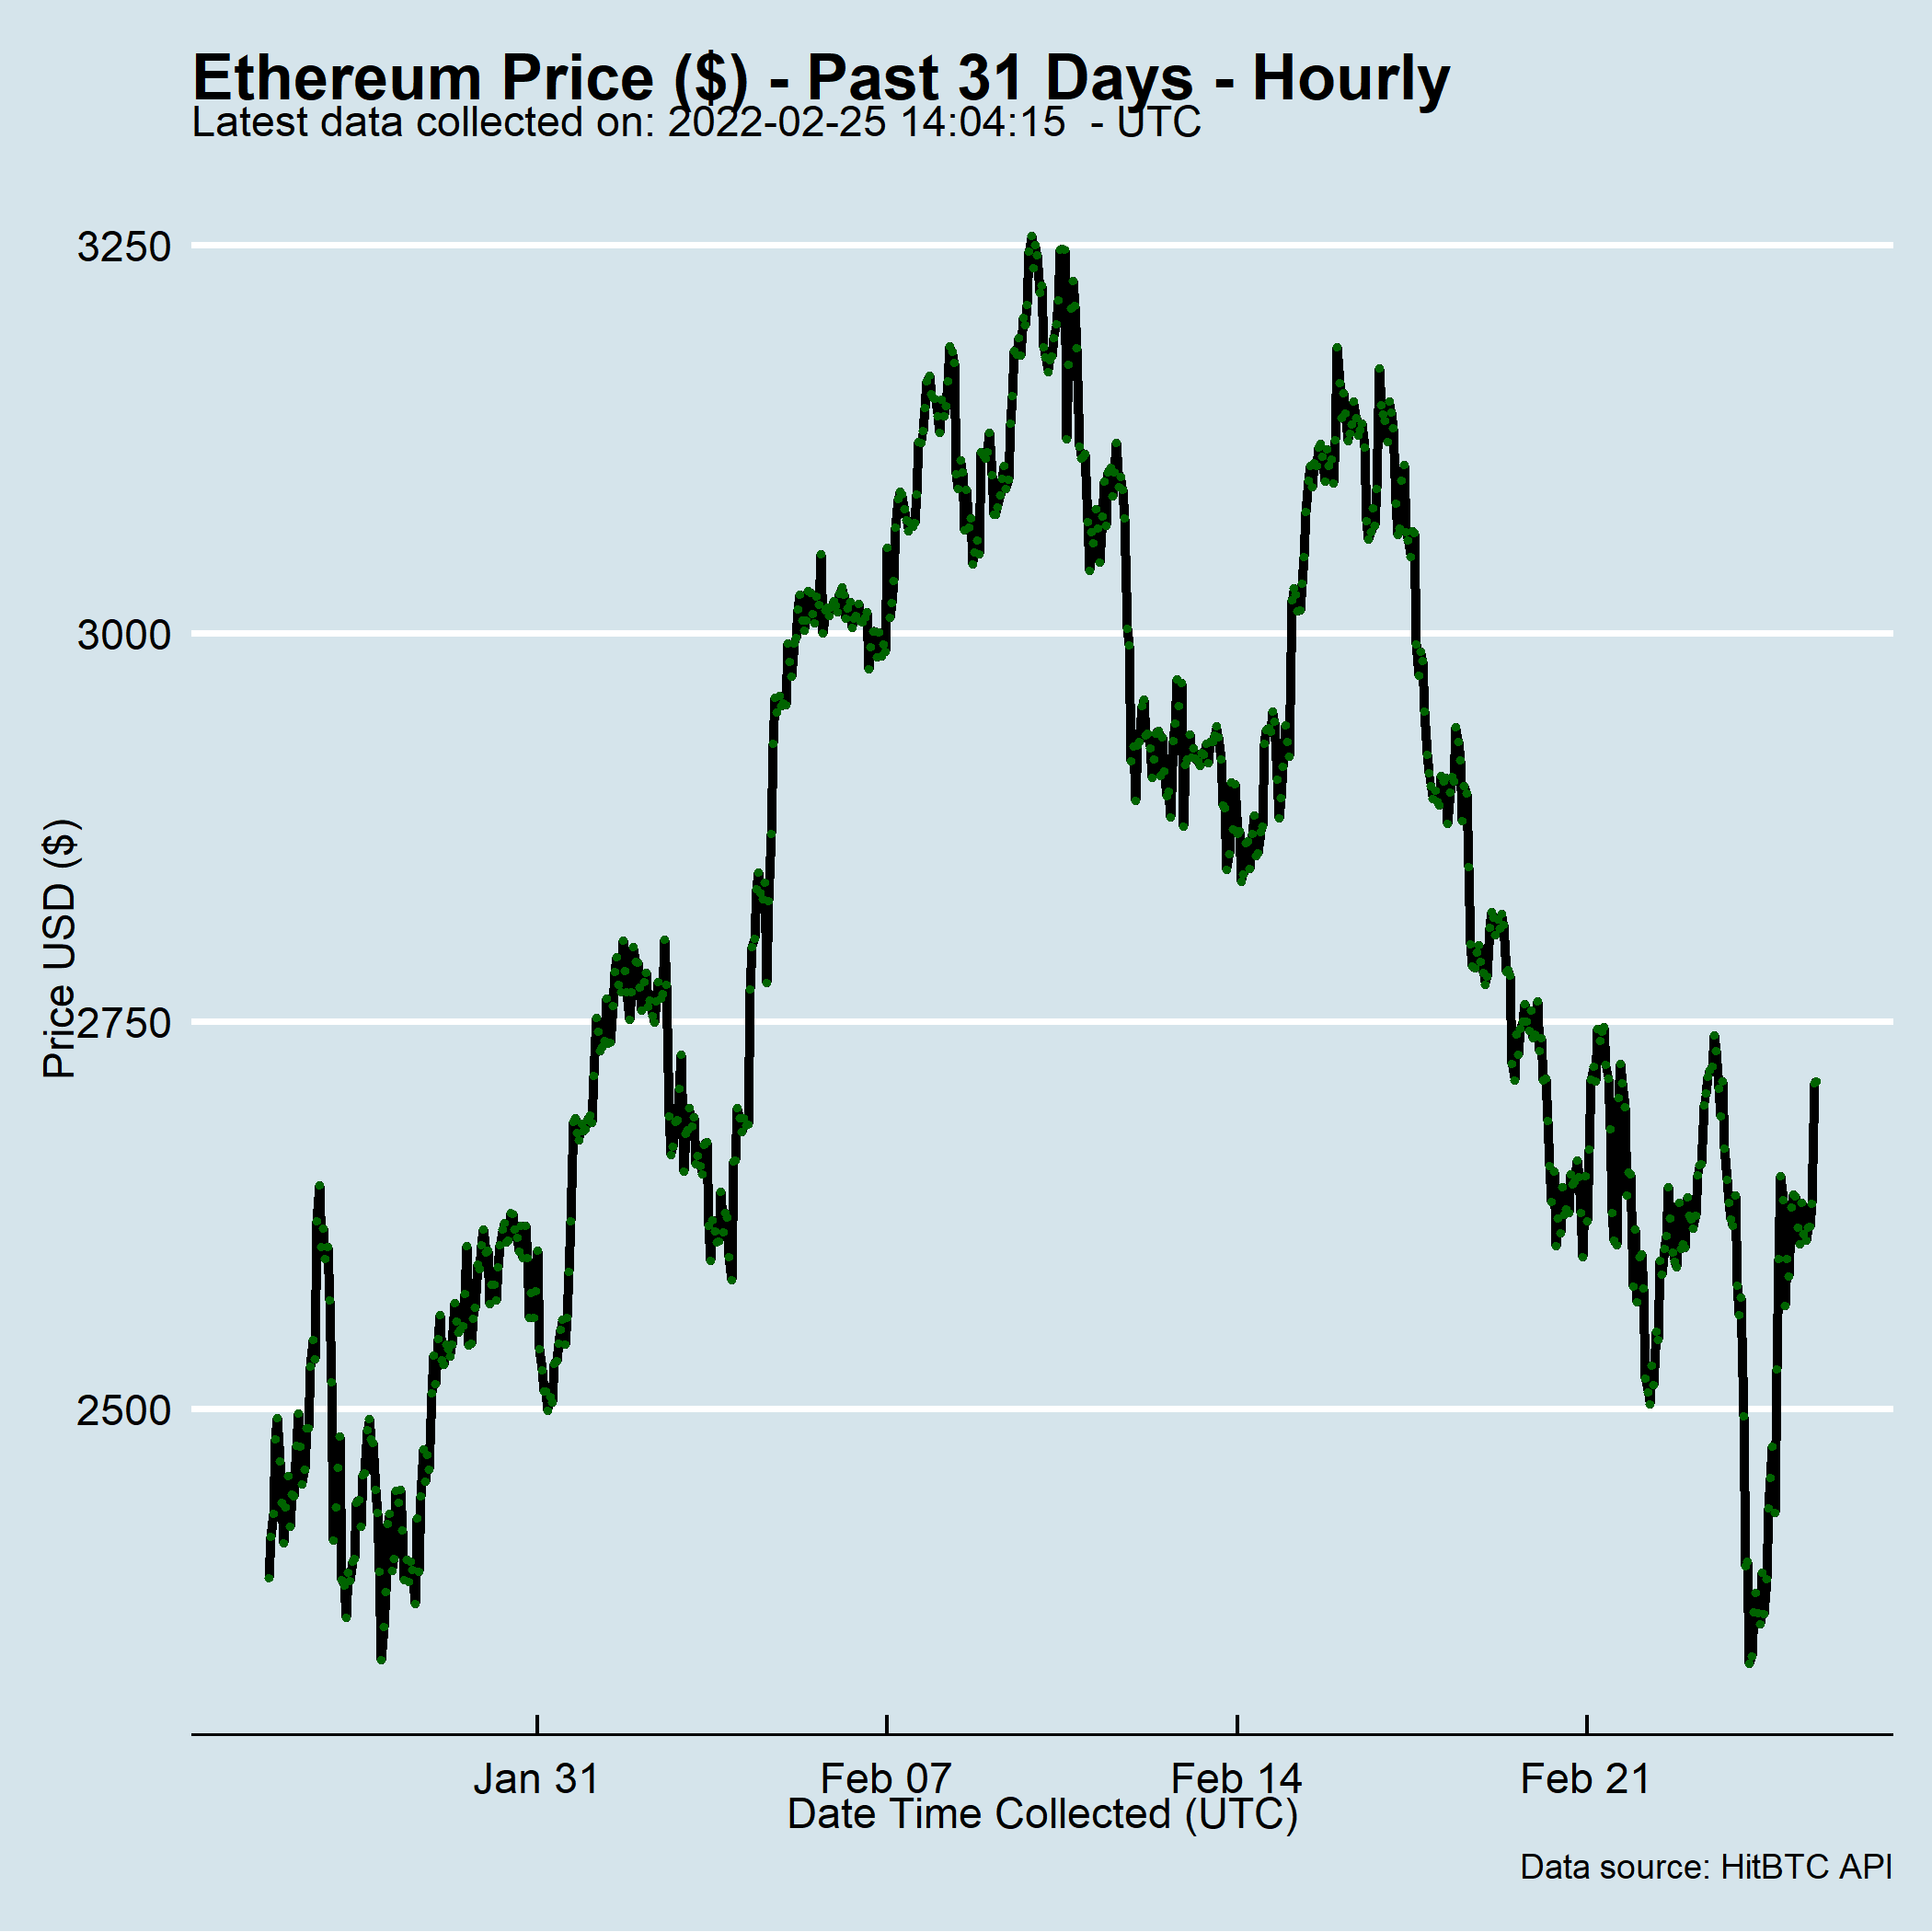 Ethereum Price ($) - Past 31 Days - Hourly
Latest data collected on: 2022-02-25 14:04:15  - UTC
3250
3000
2750
2500
Price USD ($)
Jan 31
Feb 07
Feb 14
Feb 21
Date Time Collected (UTC)
Data source: HitBTC API